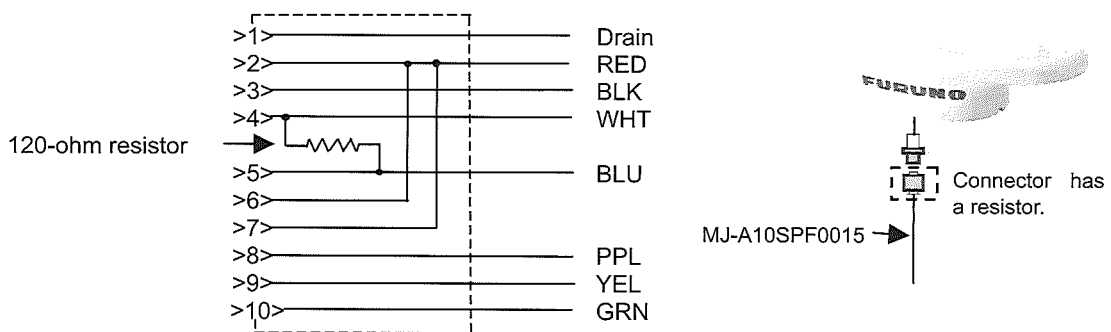 >1> Drain
>2> RED
>3> BLK
>4> WHT
120-ohm resistor
>5> BLU
>6>
>7>
>8> PPL
>9> YEL
>10> GRN
FURUNO
Connector has
a resistor.
MJ-A10SPF0015